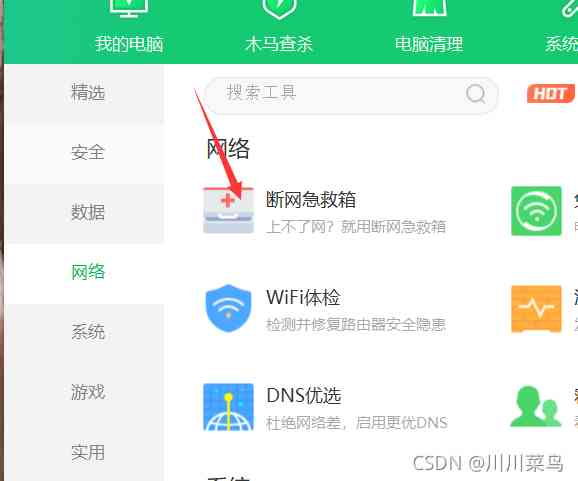 我的电脑
木马查杀
电脑清理
系统
精选
安全
数据
网络
系统
游戏
实用
搜索工具
HOT
网络
断网急救箱
上不了网？就用断网急救箱
WiFi体检
检测并修复路由器安全隐患
DNS优选
杜绝网络差，启用更优DNS
CSDN @川川菜鸟